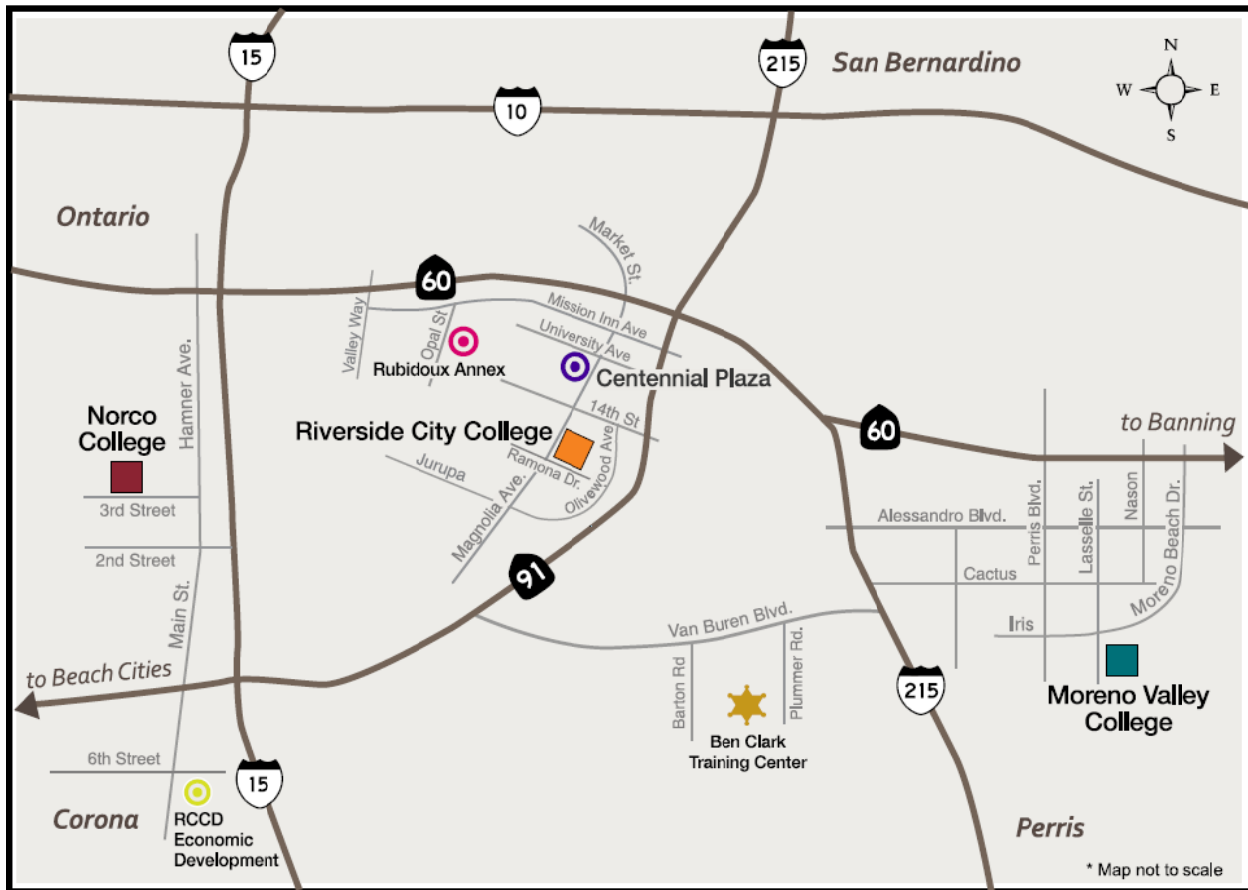 15
215
San Bernardino
N
W E
S
10
Ontario
Market St.
60
Valley Way
Opal St
Mission Inn Ave
University Ave
Rubidoux Annex
Centennial Plaza
Hamner Ave.
Norco
College
14th St
Riverside City College
60
to Banning
Jurupa
Ramona Dr.
Olivewood Ave
Magnolia Ave.
3rd Street
Alessandro Blvd.
Perris Blvd.
Lasselle St.
Nason
Moreno Beach Dr.
2nd Street
91
Cactus
Main St.
Van Buren Blvd.
Iris
to Beach Cities
Barton Rd
Plummer Rd.
215
Moreno Valley
College
Ben Clark
Training Center
6th Street
15
Corona
RCCD
Economic
Development
Perris
* Map not to scale